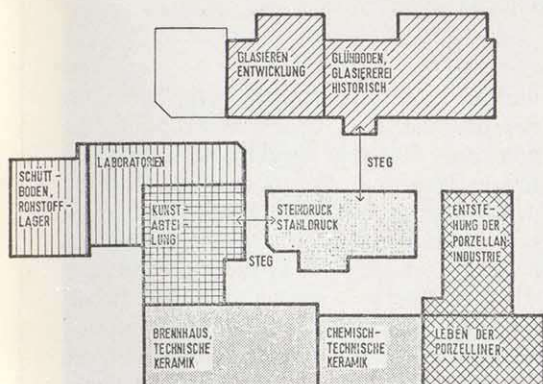 GLASIEREN
ENTWICKLUNG
GLÜHBODEN,
GLASIEREREI
HISTORISCH
STEG
LABORATORIEN
SCHÜTT-
BODEN,
ROHSTOFF-
LAGER
KUNST-
ABTEI-
LUNG
STEINDRUCK
STAHLDRUCK
STEG
ENTSTE-
HUNG DER
PORZELLAN
INDUSTRIE
BRENNHAUS,
TECHNISCHE
KERAMIK
CHEMISCH-
TECHNISCHE
KERAMIK
LEBEN DER
PORZELLINER